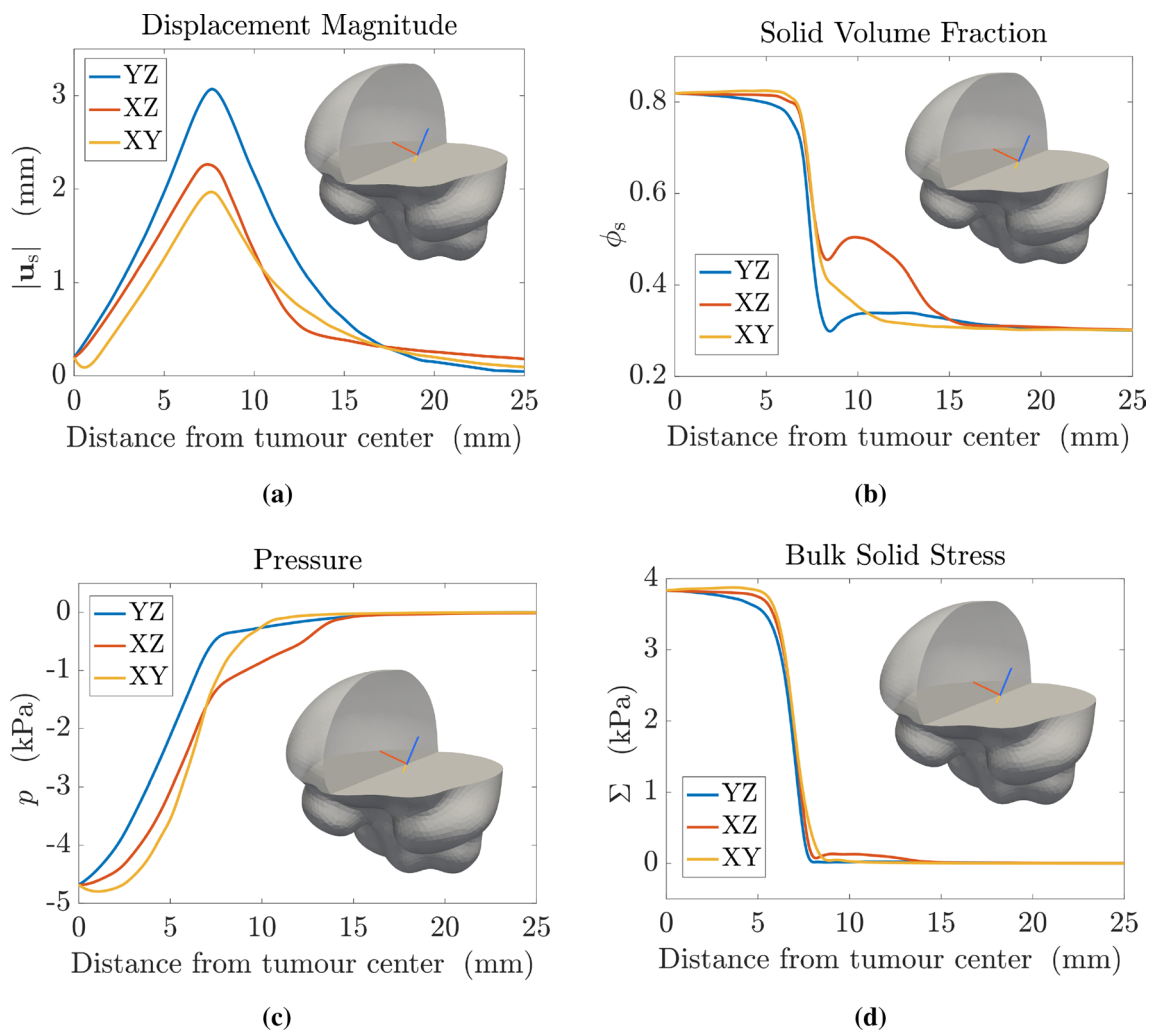 Displacement Magnitude
YZ
XZ
XY
3
2
1
0
|u_s| (mm)
0 5 10 15 20 25
Distance from tumour center (mm)
(a)
Solid Volume Fraction
0.8
0.6
0.4
0.2
ϕ_s
YZ
XZ
XY
0 5 10 15 20 25
Distance from tumour center (mm)
(b)
Pressure
YZ
XZ
XY
0
-1
-2
-3
-4
-5
p (kPa)
0 5 10 15 20 25
Distance from tumour center (mm)
(c)
Bulk Solid Stress
4
3
2
1
0
Σ (kPa)
YZ
XZ
XY
0 5 10 15 20 25
Distance from tumour center (mm)
(d)